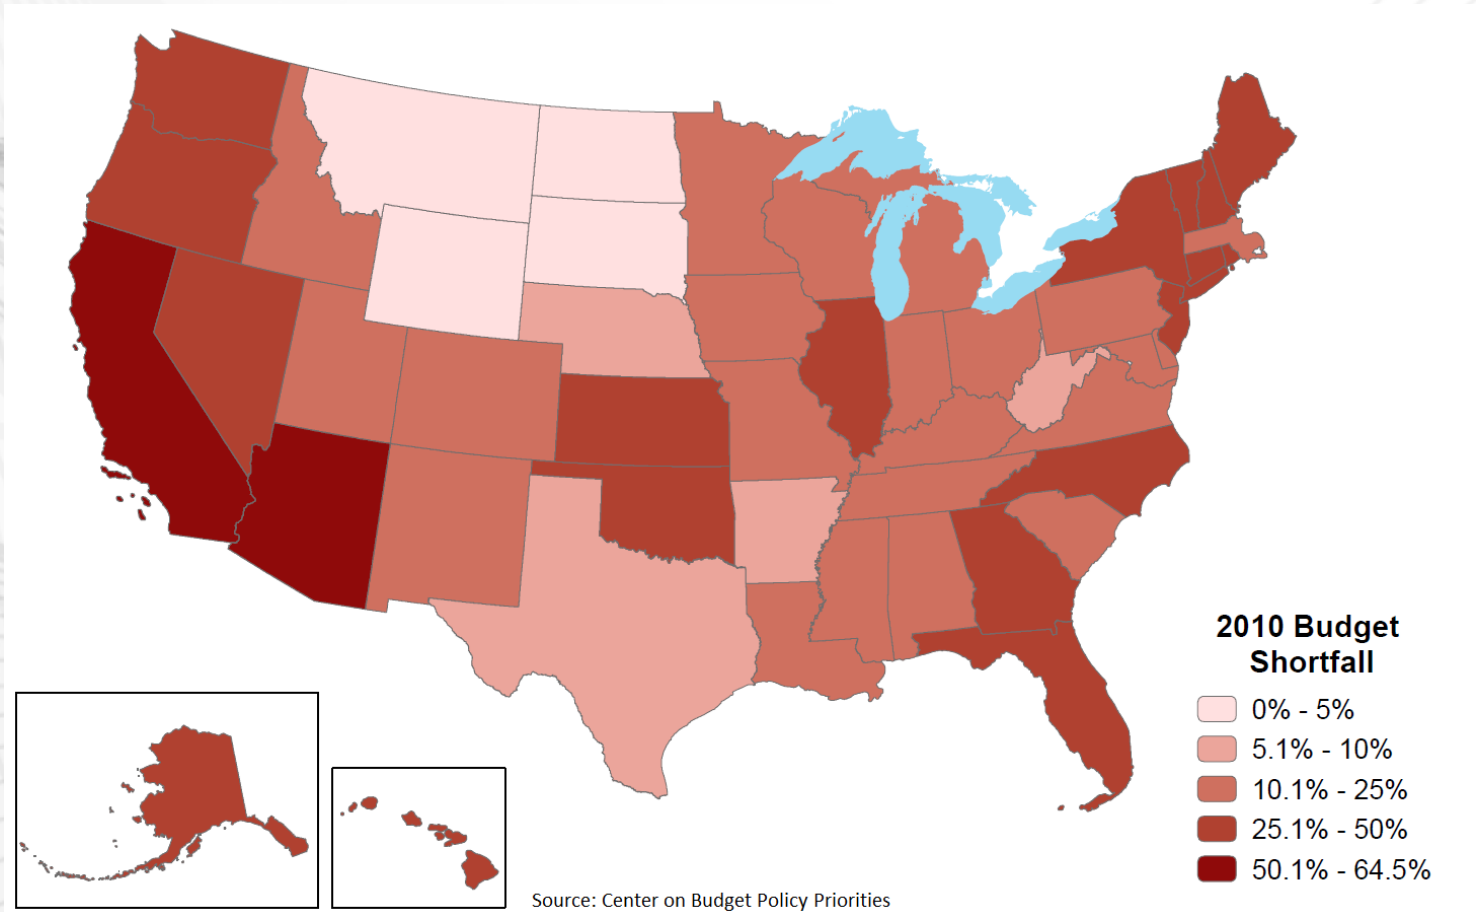 2010 Budget
Shortfall
0% - 5%
5.1% - 10%
10.1% - 25%
25.1% - 50%
50.1% - 64.5%
Source: Center on Budget Policy Priorities